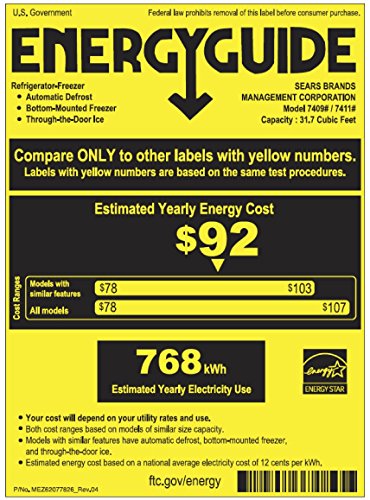 U.S. Government Federal law prohibits removal of this label before consumer purchase.
ENERGYGUIDE
Refrigerator-Freezer
• Automatic Defrost
• Bottom-Mounted Freezer
• Through-the-Door Ice
SEARS BRANDS
MANAGEMENT CORPORATION
Model 7409# / 7411#
Capacity : 31.7 Cubic Feet
Compare ONLY to other labels with yellow numbers.
Labels with yellow numbers are based on the same test procedures.
Estimated Yearly Energy Cost
$92
Cost Ranges
Models with
similar features
$78 $103
All models
$78 $107
768 kWh
Estimated Yearly Electricity Use
energy
ENERGY STAR
• Your cost will depend on your utility rates and use.
• Both cost ranges based on models of similar size capacity.
• Models with similar features have automatic defrost, bottom-mounted freezer,
and through-the-door ice.
• Estimated energy cost based on a national average electricity cost of 12 cents per kWh.
ftc.gov/energy
P/No. MEZ62077826_Rev.04